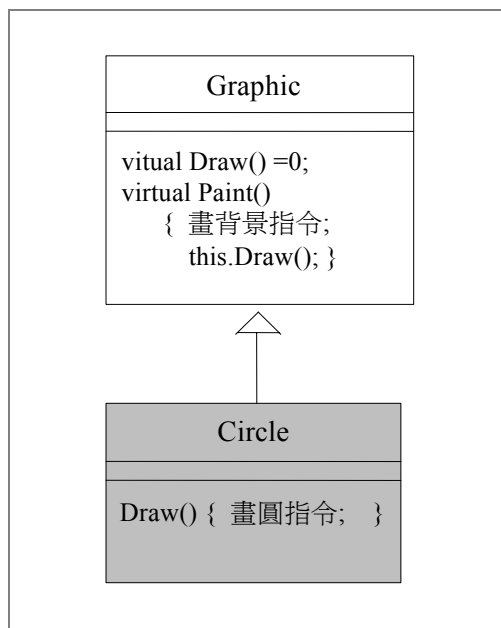 Graphic
vitual Draw() =0;
virtual Paint()
{ 畫背景指令;
this.Draw(); }
Circle
Draw() { 畫圓指令; }